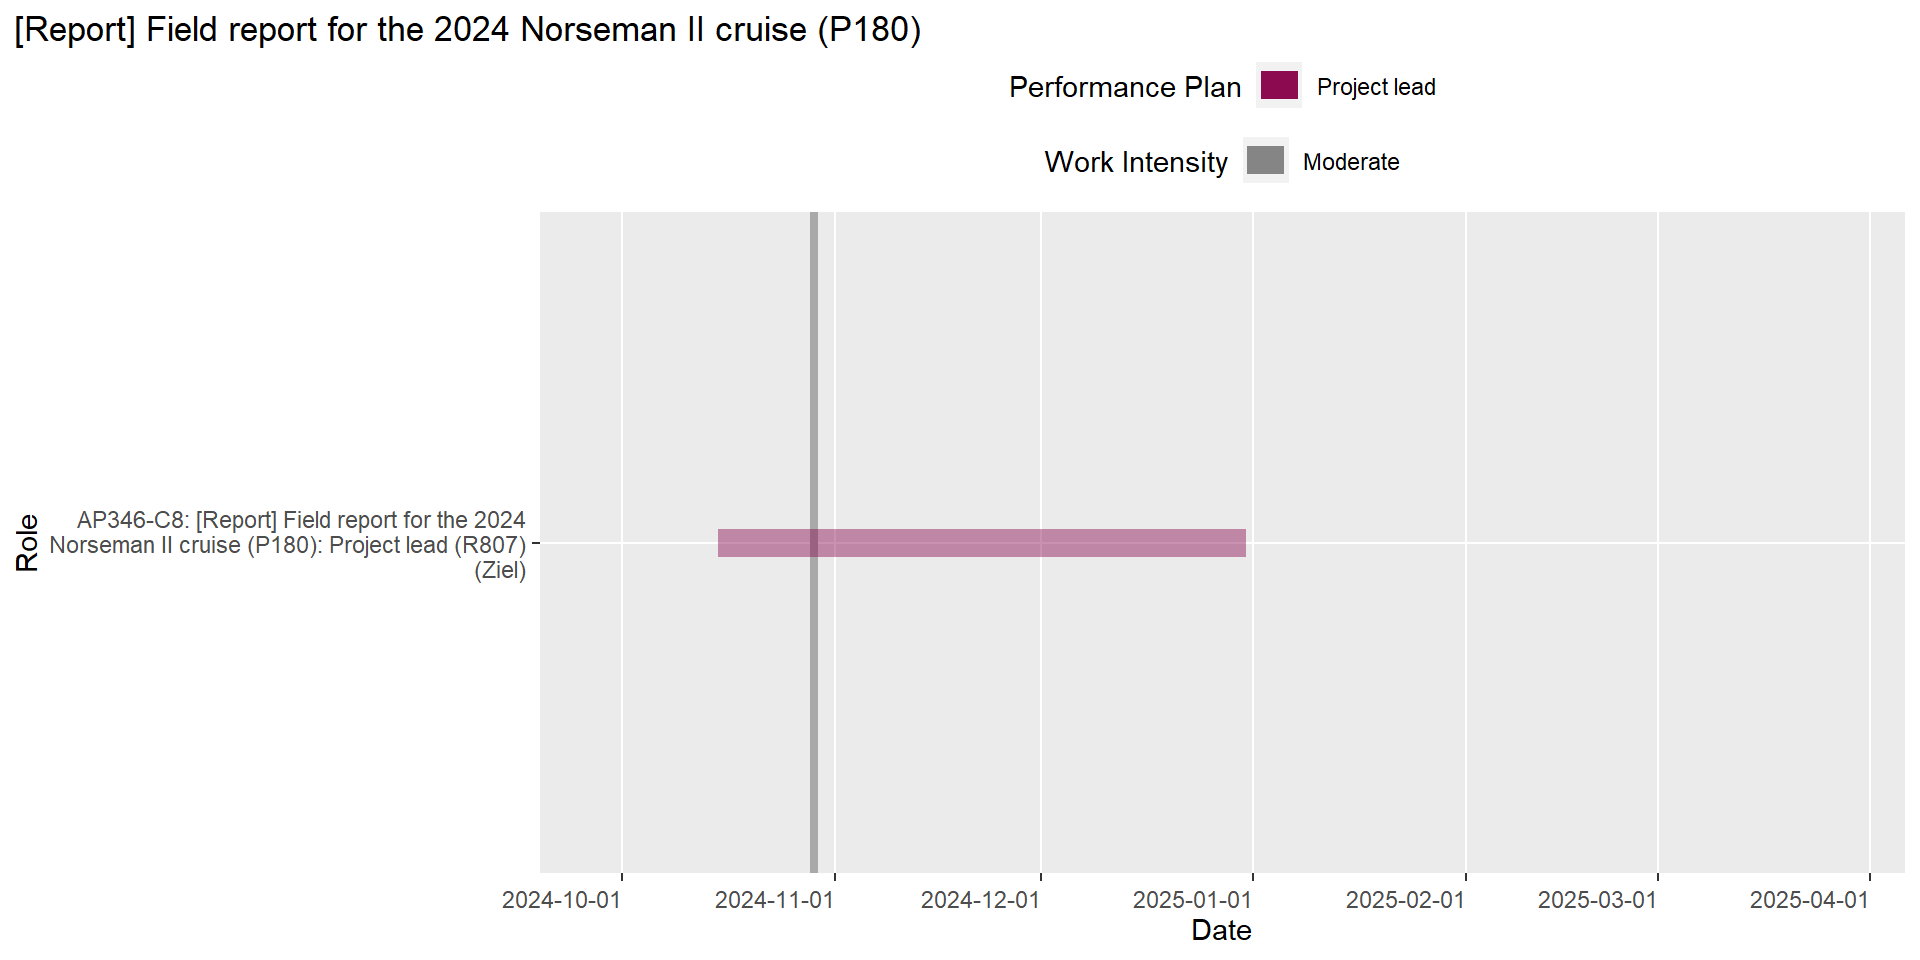 [Report] Field report for the 2024 Norseman II cruise (P180)
Performance Plan
Project lead
Work Intensity
Moderate
Role
AP346-C8: [Report] Field report for the 2024
Norseman II cruise (P180): Project lead (R807)
(Ziel)
2024-10-01
2024-11-01
2024-12-01
2025-01-01
2025-02-01
2025-03-01
2025-04-01
Date